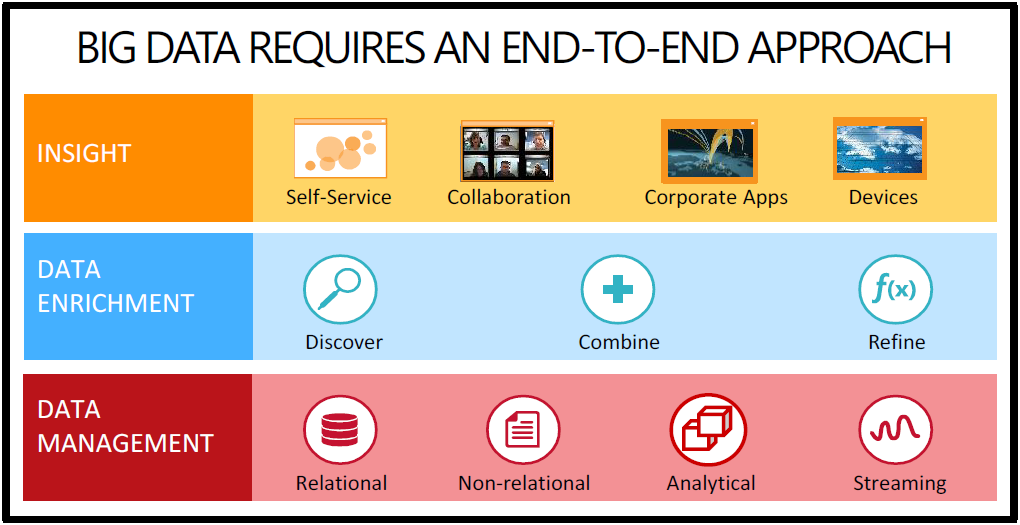 BIG DATA REQUIRES AN END-TO-END APPROACH
INSIGHT
Self-Service
Collaboration
Corporate Apps
Devices
DATA
ENRICHMENT
f(x)
Discover
Combine
Refine
DATA
MANAGEMENT
Relational
Non-relational
Analytical
Streaming